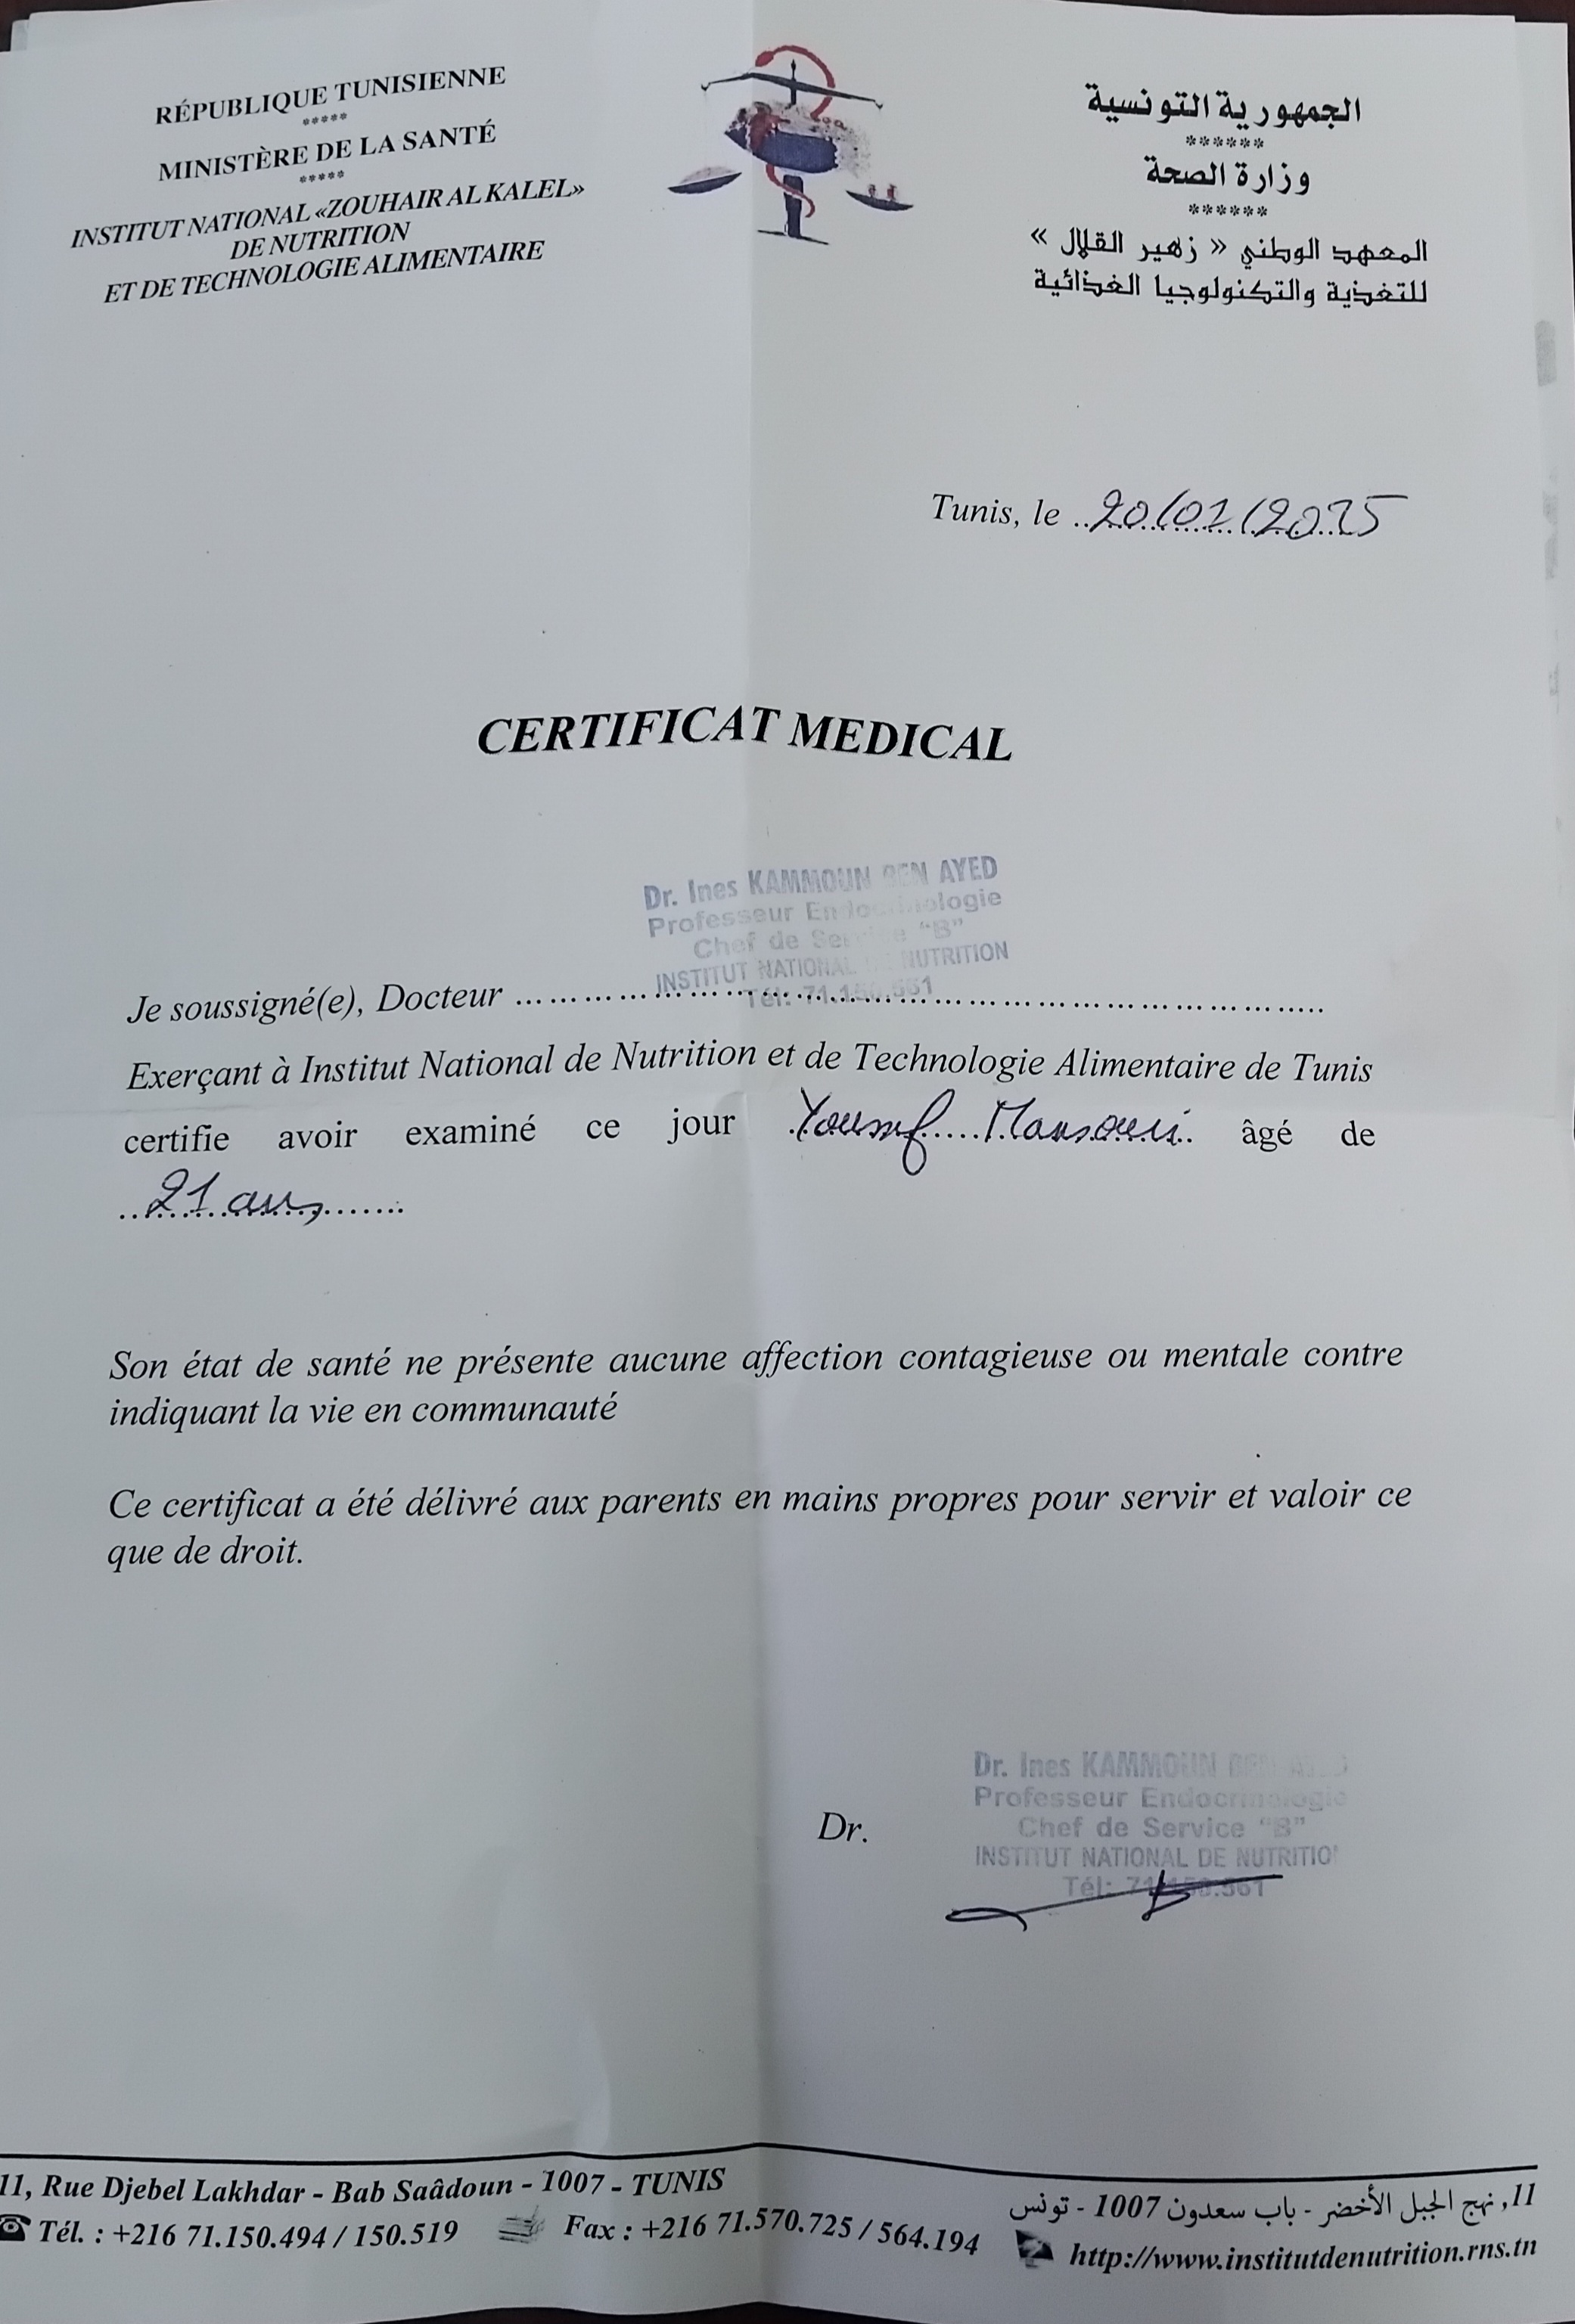 RÉPUBLIQUE TUNISIENNE
*****
MINISTÈRE DE LA SANTÉ
*****
INSTITUT NATIONAL «ZOUHAIR AL KALEL»
DE NUTRITION
ET DE TECHNOLOGIE ALIMENTAIRE
الجمهورية التونسية
******
وزارة الصحة
******
المعهد الوطني « زهير القلال »
للتغذية والتكنولوجيا الغذائية
Tunis, le ..20/01/2025
CERTIFICAT MEDICAL
Dr. Ines KAMMOUN BEN AYED
Professeur Endocrinologie
Chef de Service "B"
INSTITUT NATIONAL DE NUTRITION
Tél: 71.150.561
Je soussigné(e), Docteur ..........................................................
Exerçant à Institut National de Nutrition et de Technologie Alimentaire de Tunis
certifie avoir examiné ce jour Youssef Mansouri âgé de
21 ans
Son état de santé ne présente aucune affection contagieuse ou mentale contre
indiquant la vie en communauté
Ce certificat a été délivré aux parents en mains propres pour servir et valoir ce
que de droit.
Dr.
Dr. Ines KAMMOUN BEN
Professeur Endocrinologie
Chef de Service "B"
INSTITUT NATIONAL DE NUTRITIO
Tél: 71.150.561
11, Rue Djebel Lakhdar - Bab Saâdoun - 1007 - TUNIS
Tél. : +216 71.150.494 / 150.519 Fax : +216 71.570.725 / 564.194
11, نهج الجبل الأخضر - باب سعدون 1007 - تونس
http://www.institutdenutrition.rns.tn